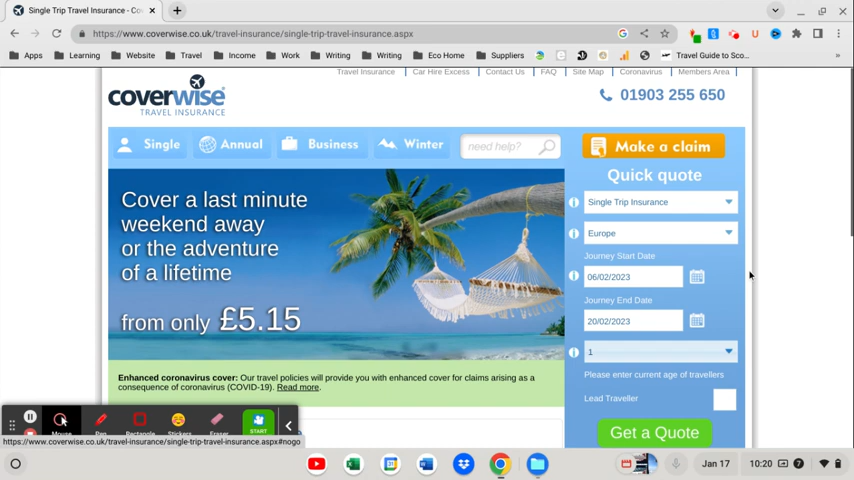 Single Trip Travel Insurance - Co
https://www.coverwise.co.uk/travel-insurance/single-trip-travel-insurance.aspx
Apps Learning Website Travel Income Work Writing Writing Eco Home Suppliers Travel Guide to Sco... »
Travel Insurance | Car Hire Excess | Contact Us | FAQ | Site Map | Coronavirus | Members Area |
coverwise®
TRAVEL INSURANCE
01903 255 650
Single Annual Business Winter need help? Make a claim
Quick quote
Cover a last minute
weekend away
or the adventure
of a lifetime
from only £5.15
Single Trip Insurance
Europe
Journey Start Date
06/02/2023
Journey End Date
20/02/2023
1
Please enter current age of travellers
Lead Traveller
Get a Quote
Enhanced coronavirus cover: Our travel policies will provide you with enhanced cover for claims arising as a
consequence of coronavirus (COVID-19). Read more.
Mouse Pen Rectangle Stickers Eraser START
https://www.coverwise.co.uk/travel-insurance/single-trip-travel-insurance.aspx#nogo
Jan 17 10:20